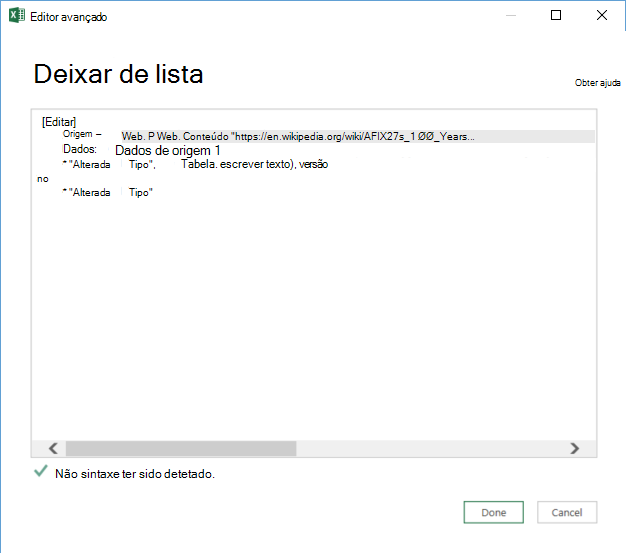 Editor avançado
Deixar de lista
Obter ajuda
[Editar]
Origem – Web. P Web. Conteúdo "https://en.wikipedia.org/wiki/AFIX27s_1 ØØ_Years...
Dados: Dados de origem 1
* "Alterada Tipo", Tabela. escrever texto), versão
no
* "Alterada Tipo"
Não sintaxe ter sido detetado.
Done Cancel